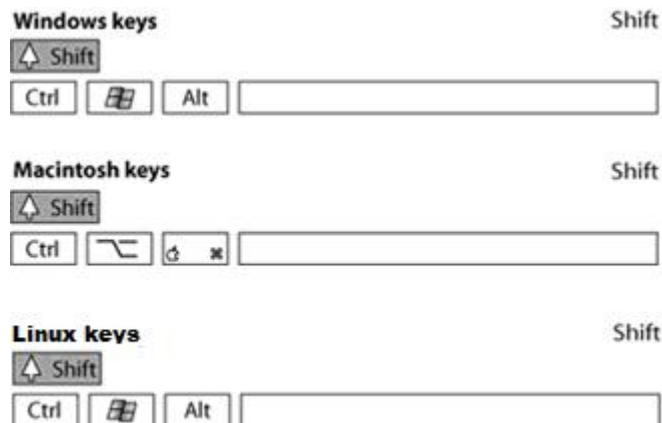 Windows keys Shift
Shift
Ctrl Alt
Macintosh keys Shift
Shift
Ctrl ⌥ ⌘
Linux keys Shift
Shift
Ctrl Alt